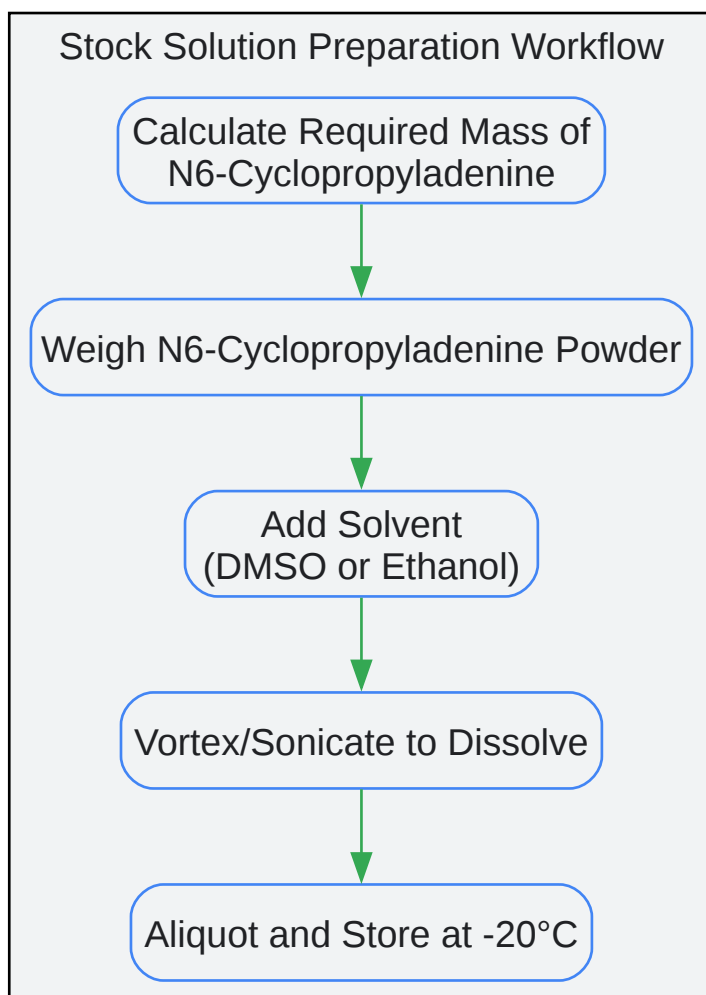 Stock Solution Preparation Workflow
Calculate Required Mass of
N6-Cyclopropyladenine
Weigh N6-Cyclopropyladenine Powder
Add Solvent
(DMSO or Ethanol)
Vortex/Sonicate to Dissolve
Aliquot and Store at -20°C